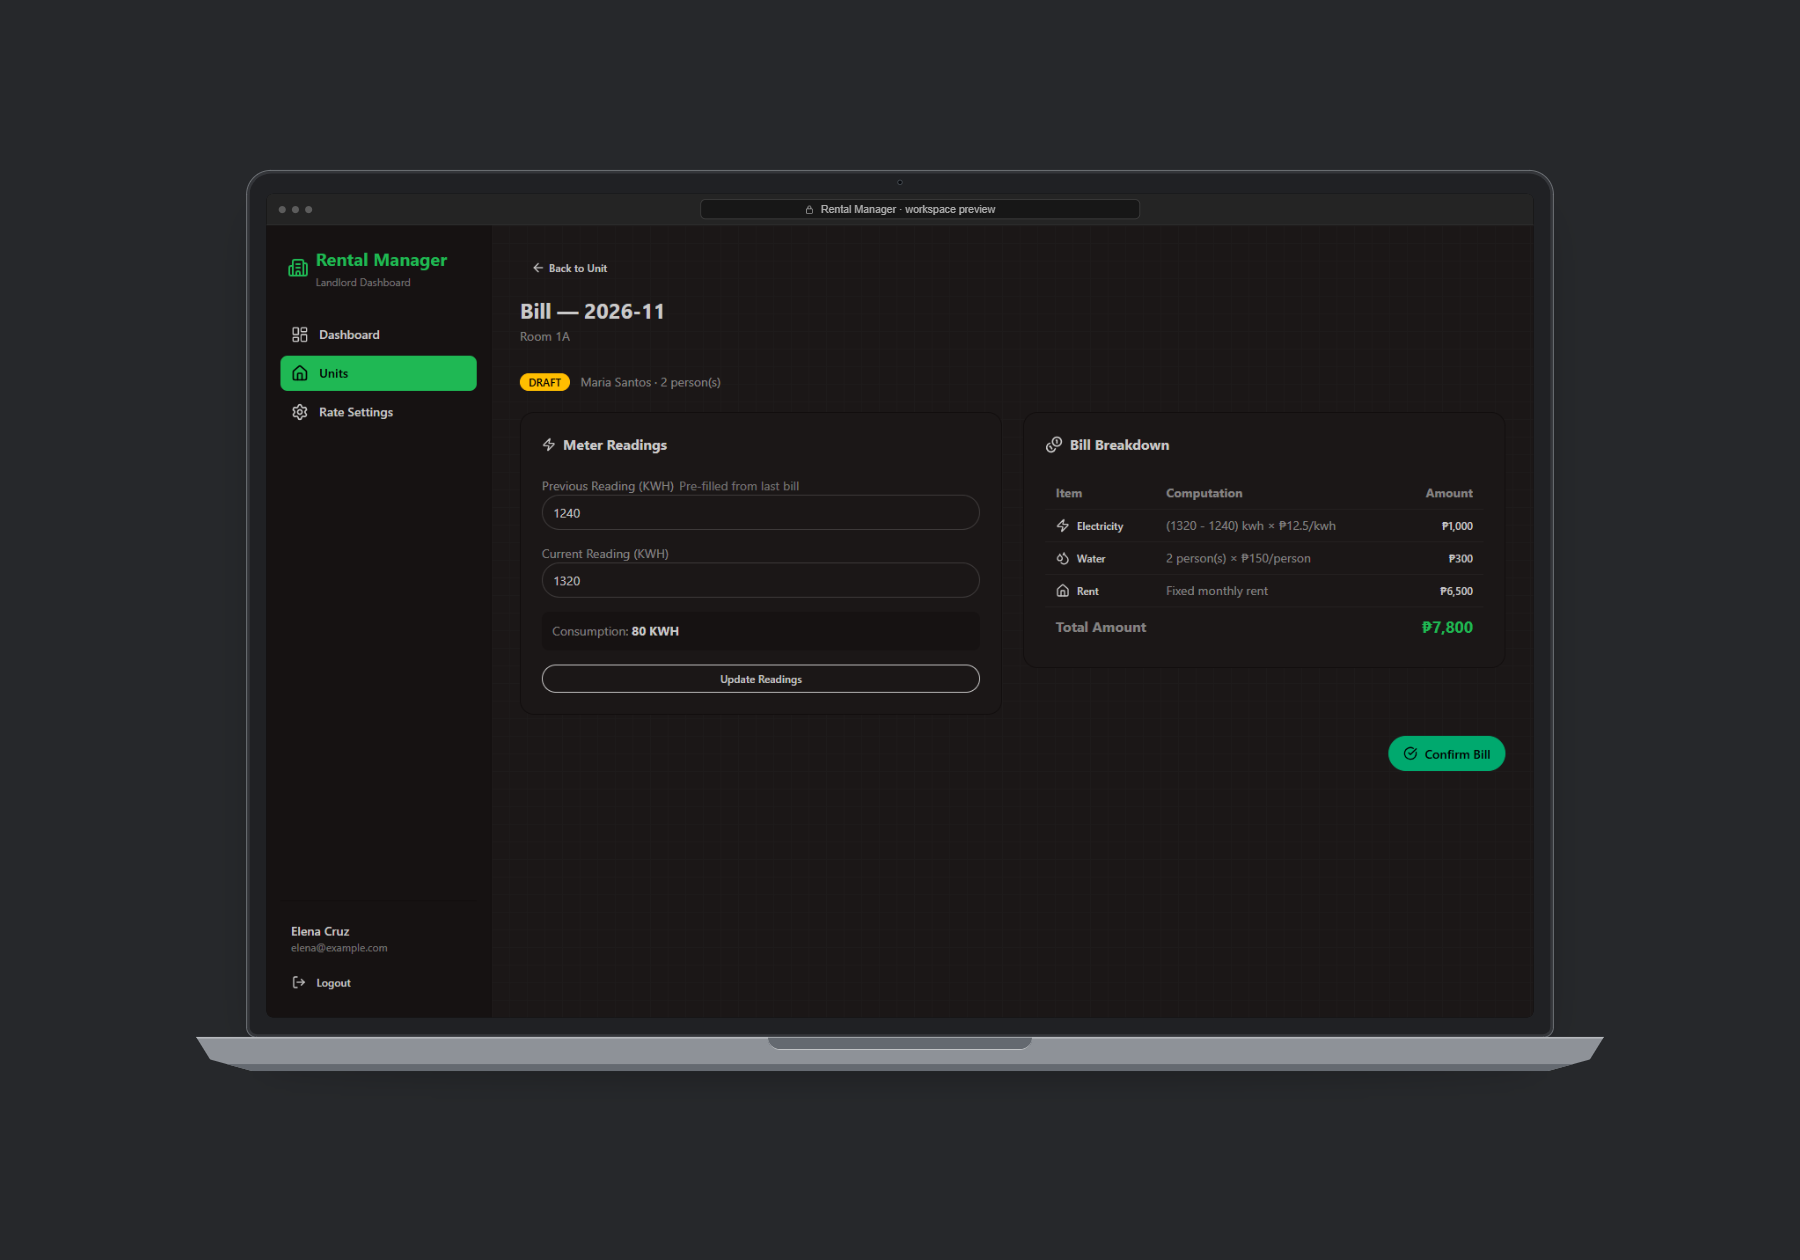 Rental Manager · workspace preview
Rental Manager
Landlord Dashboard
Dashboard
Units
Rate Settings
Elena Cruz
elena@example.com
Logout
Back to Unit
Bill — 2026-11
Room 1A
DRAFT Maria Santos · 2 person(s)
Meter Readings
Previous Reading (KWH) Pre-filled from last bill
1240
Current Reading (KWH)
1320
Consumption: 80 KWH
Update Readings
Bill Breakdown
Item Computation Amount
Electricity (1320 - 1240) kwh × ₱12.5/kwh ₱1,000
Water 2 person(s) × ₱150/person ₱300
Rent Fixed monthly rent ₱6,500
Total Amount ₱7,800
Confirm Bill